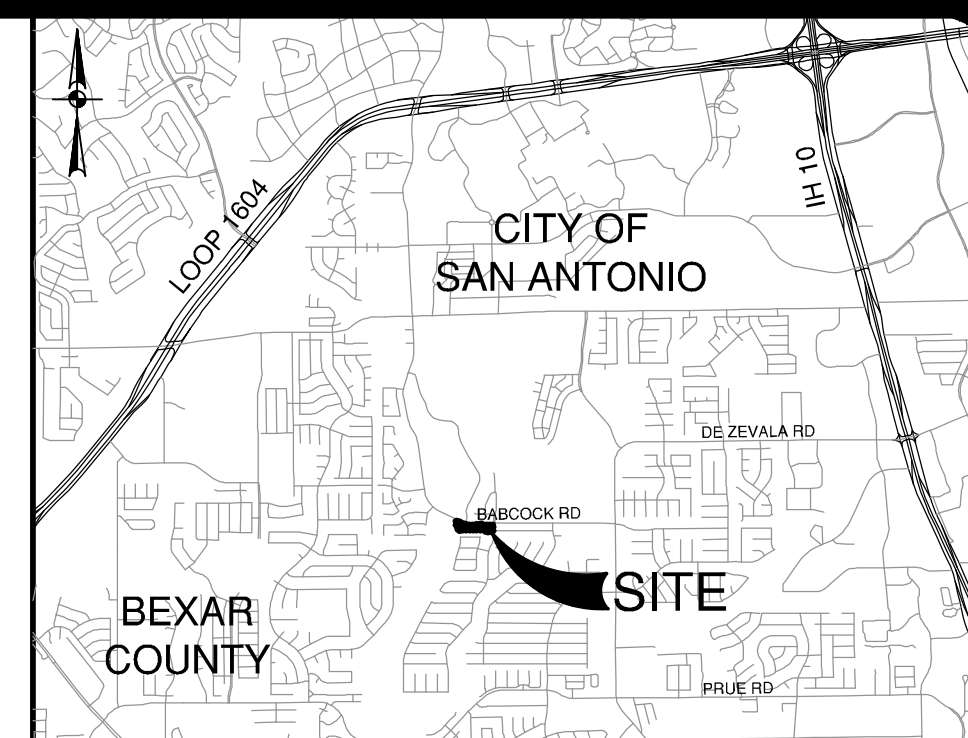 IH 10
LOOP 1604
CITY OF
SAN ANTONIO
DE ZEVALA RD
BABCOCK RD
SITE
BEXAR
COUNTY
PRUE RD